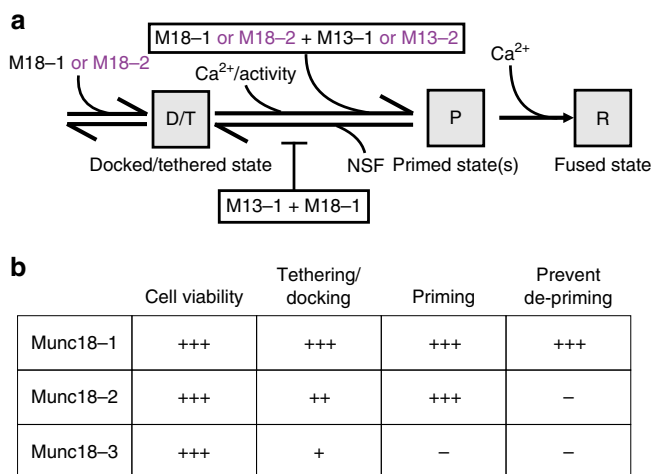 a
M18–1 or M18–2 + M13–1 or M13–2
M18–1 or M18–2
Ca2+/activity
Ca2+
D/T
P
R
Docked/tethered state
NSF
Primed state(s)
Fused state
M13–1 + M18–1
b
Cell viability
Tethering/
docking
Priming
Prevent
de-priming
Munc18–1 +++ +++ +++ +++
Munc18–2 +++ ++ +++ –
Munc18–3 +++ + – –